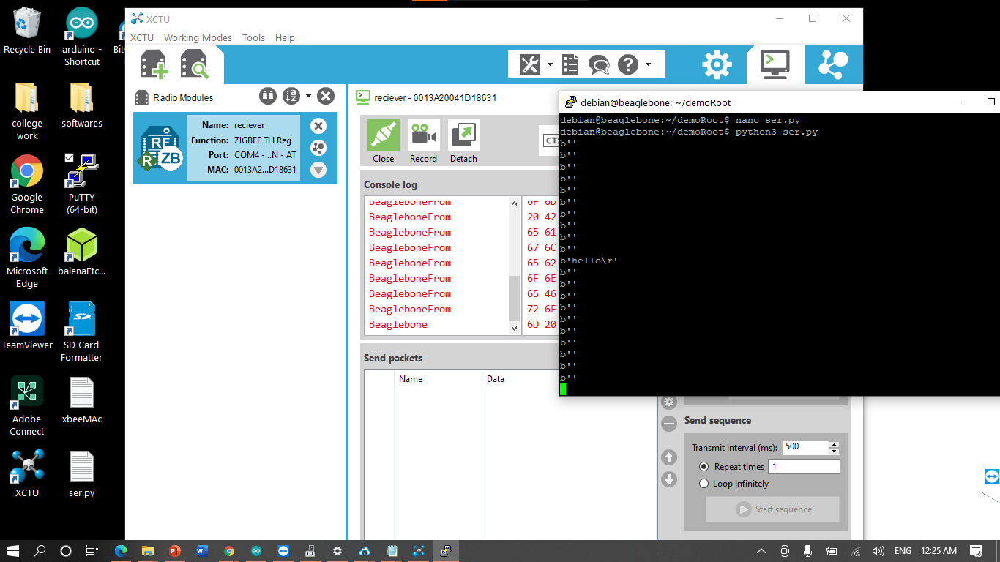 Recycle Bin
arduino -
Shortcut
college
work
softwares
Google
Chrome
PuTTY
(64-bit)
Microsoft
Edge
balenaEtc...
TeamViewer
SD Card
Formatter
Adobe
Connect
xbeeMAc
XCTU
ser.py
XCTU
XCTU Working Modes Tools Help
Radio Modules
RF
R
ZB
Name: reciever
Function: ZIGBEE TH Reg
Port: COM4 -...N - AT
MAC: 0013A2...D18631
reciever - 0013A20041D18631
Close
Record
Detach
CTS
Console log
BeagleboneFrom 6F 6D
BeagleboneFrom 20 42
BeagleboneFrom 65 61
BeagleboneFrom 67 6C
BeagleboneFrom 65 62
BeagleboneFrom 6F 6E
BeagleboneFrom 65 46
BeagleboneFrom 72 6F
Beaglebone 6D 20
Send packets
Name Data
Send sequence
Transmit interval (ms): 500
Repeat times 1
Loop infinitely
Start sequence
debian@beaglebone: ~/demoRoot
debian@beaglebone:~/demoRoot$ nano ser.py
debian@beaglebone:~/demoRoot$ python3 ser.py
b''
b''
b''
b''
b''
b''
b''
b''
b''
b''
b'hello\r'
b''
b''
b''
b''
b''
b''
b''
b''
b''
b''
ENG 12:25 AM